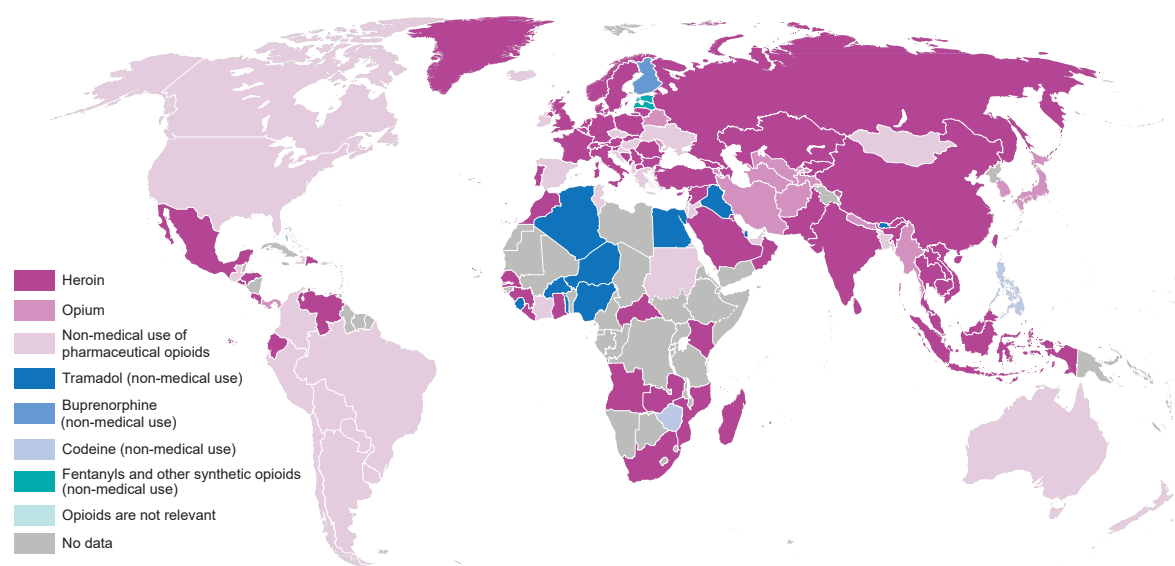 Heroin
Opium
Non-medical use of
pharmaceutical opioids
Tramadol (non-medical use)
Buprenorphine
(non-medical use)
Codeine (non-medical use)
Fentanyls and other synthetic opioids
(non-medical use)
Opioids are not relevant
No data